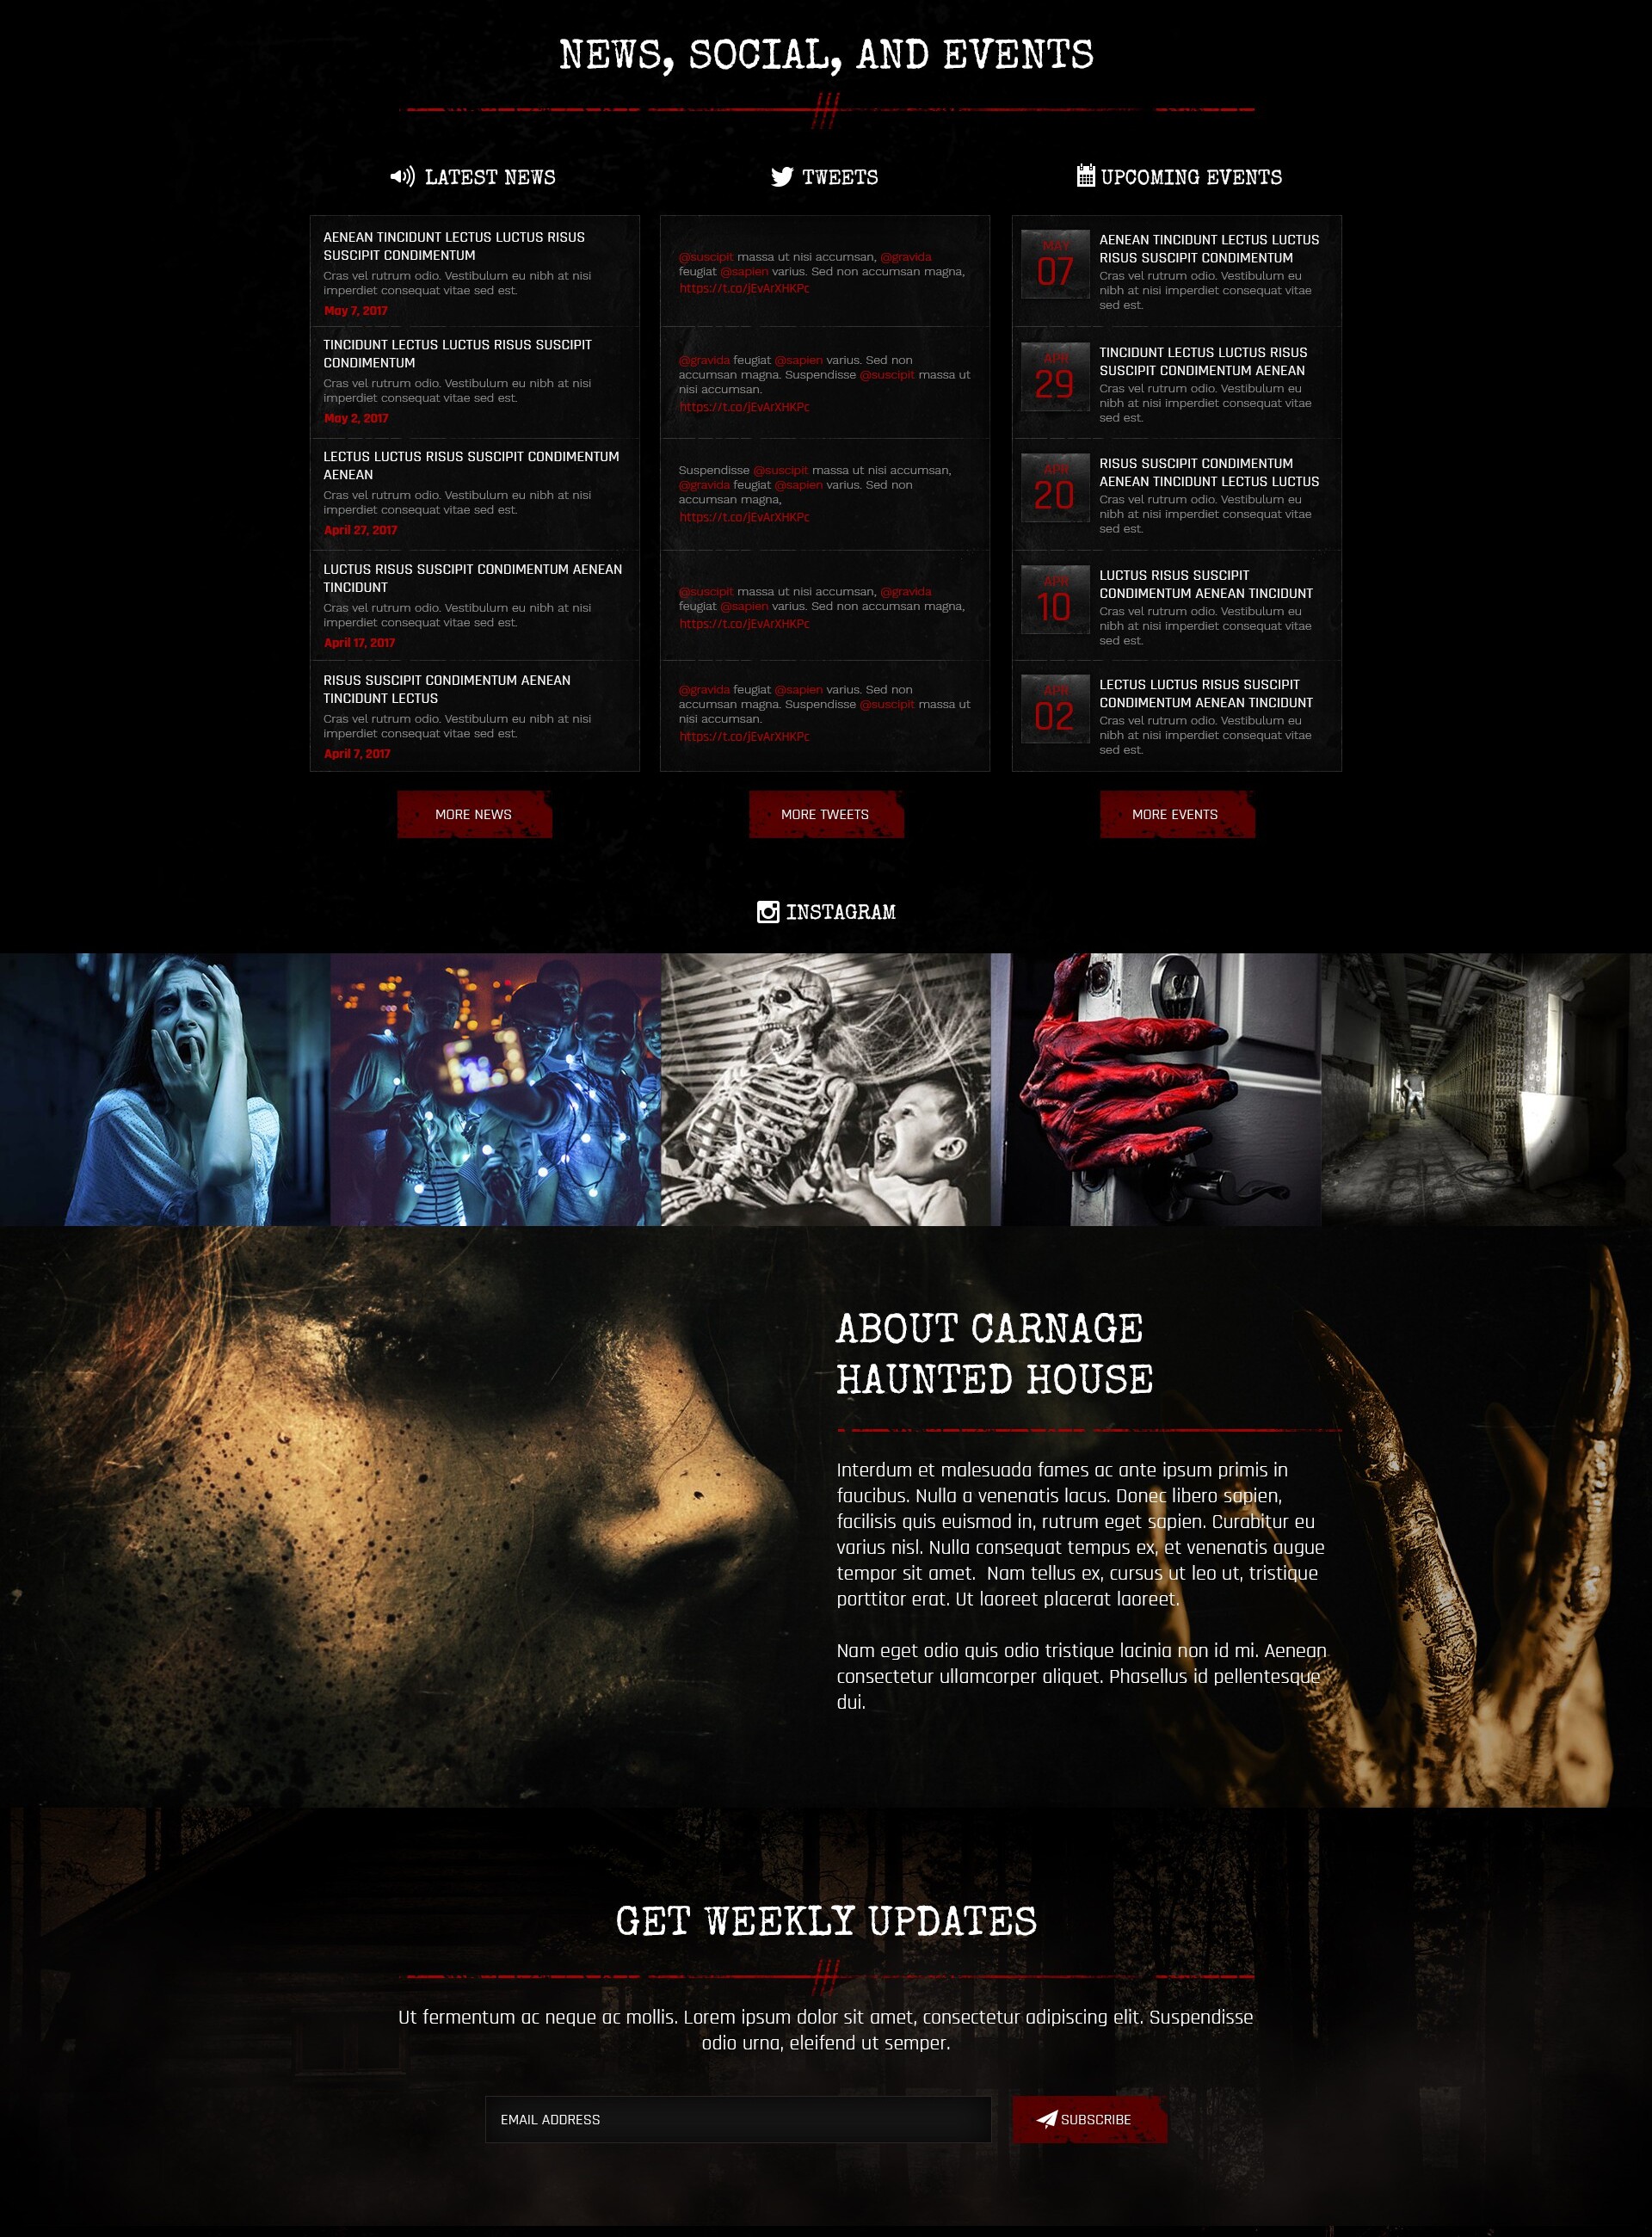 NEWS, SOCIAL, AND EVENTS
LATEST NEWS
AENEAN TINCIDUNT LECTUS LUCTUS RISUS
SUSCIPIT CONDIMENTUM
Cras vel rutrum odio. Vestibulum eu nibh at nisi
imperdiet consequat vitae sed est.
May 7, 2017
TINCIDUNT LECTUS LUCTUS RISUS SUSCIPIT
CONDIMENTUM
Cras vel rutrum odio. Vestibulum eu nibh at nisi
imperdiet consequat vitae sed est.
May 2, 2017
LECTUS LUCTUS RISUS SUSCIPIT CONDIMENTUM
AENEAN
Cras vel rutrum odio. Vestibulum eu nibh at nisi
imperdiet consequat vitae sed est.
April 27, 2017
LUCTUS RISUS SUSCIPIT CONDIMENTUM AENEAN
TINCIDUNT
Cras vel rutrum odio. Vestibulum eu nibh at nisi
imperdiet consequat vitae sed est.
April 17, 2017
RISUS SUSCIPIT CONDIMENTUM AENEAN
TINCIDUNT LECTUS
Cras vel rutrum odio. Vestibulum eu nibh at nisi
imperdiet consequat vitae sed est.
April 7, 2017
MORE NEWS
TWEETS
@suscipit massa ut nisi accumsan, @gravida
feugiat @sapien varius. Sed non accumsan magna,
https://t.co/jEvArXHKPc
@gravida feugiat @sapien varius. Sed non
accumsan magna. Suspendisse @suscipit massa ut
nisi accumsan.
https://t.co/jEvArXHKPc
Suspendisse @suscipit massa ut nisi accumsan,
@gravida feugiat @sapien varius. Sed non
accumsan magna,
https://t.co/jEvArXHKPc
@suscipit massa ut nisi accumsan, @gravida
feugiat @sapien varius. Sed non accumsan magna,
https://t.co/jEvArXHKPc
@gravida feugiat @sapien varius. Sed non
accumsan magna. Suspendisse @suscipit massa ut
nisi accumsan.
https://t.co/jEvArXHKPc
MORE TWEETS
UPCOMING EVENTS
MAY
07
AENEAN TINCIDUNT LECTUS LUCTUS
RISUS SUSCIPIT CONDIMENTUM
Cras vel rutrum odio. Vestibulum eu
nibh at nisi imperdiet consequat vitae
sed est.
APR
29
TINCIDUNT LECTUS LUCTUS RISUS
SUSCIPIT CONDIMENTUM AENEAN
Cras vel rutrum odio. Vestibulum eu
nibh at nisi imperdiet consequat vitae
sed est.
APR
20
RISUS SUSCIPIT CONDIMENTUM
AENEAN TINCIDUNT LECTUS LUCTUS
Cras vel rutrum odio. Vestibulum eu
nibh at nisi imperdiet consequat vitae
sed est.
APR
10
LUCTUS RISUS SUSCIPIT
CONDIMENTUM AENEAN TINCIDUNT
Cras vel rutrum odio. Vestibulum eu
nibh at nisi imperdiet consequat vitae
sed est.
APR
02
LECTUS LUCTUS RISUS SUSCIPIT
CONDIMENTUM AENEAN TINCIDUNT
Cras vel rutrum odio. Vestibulum eu
nibh at nisi imperdiet consequat vitae
sed est.
MORE EVENTS
INSTAGRAM
ABOUT CARNAGE
HAUNTED HOUSE
Interdum et malesuada fames ac ante ipsum primis in
faucibus. Nulla a venenatis lacus. Donec libero sapien,
facilisis quis euismod in, rutrum eget sapien. Curabitur eu
varius nisl. Nulla consequat tempus ex, et venenatis augue
tempor sit amet.  Nam tellus ex, cursus ut leo ut, tristique
porttitor erat. Ut laoreet placerat laoreet.
Nam eget odio quis odio tristique lacinia non id mi. Aenean
consectetur ullamcorper aliquet. Phasellus id pellentesque
dui.
GET WEEKLY UPDATES
Ut fermentum ac neque ac mollis. Lorem ipsum dolor sit amet, consectetur adipiscing elit. Suspendisse
odio urna, eleifend ut semper.
EMAIL ADDRESS
SUBSCRIBE